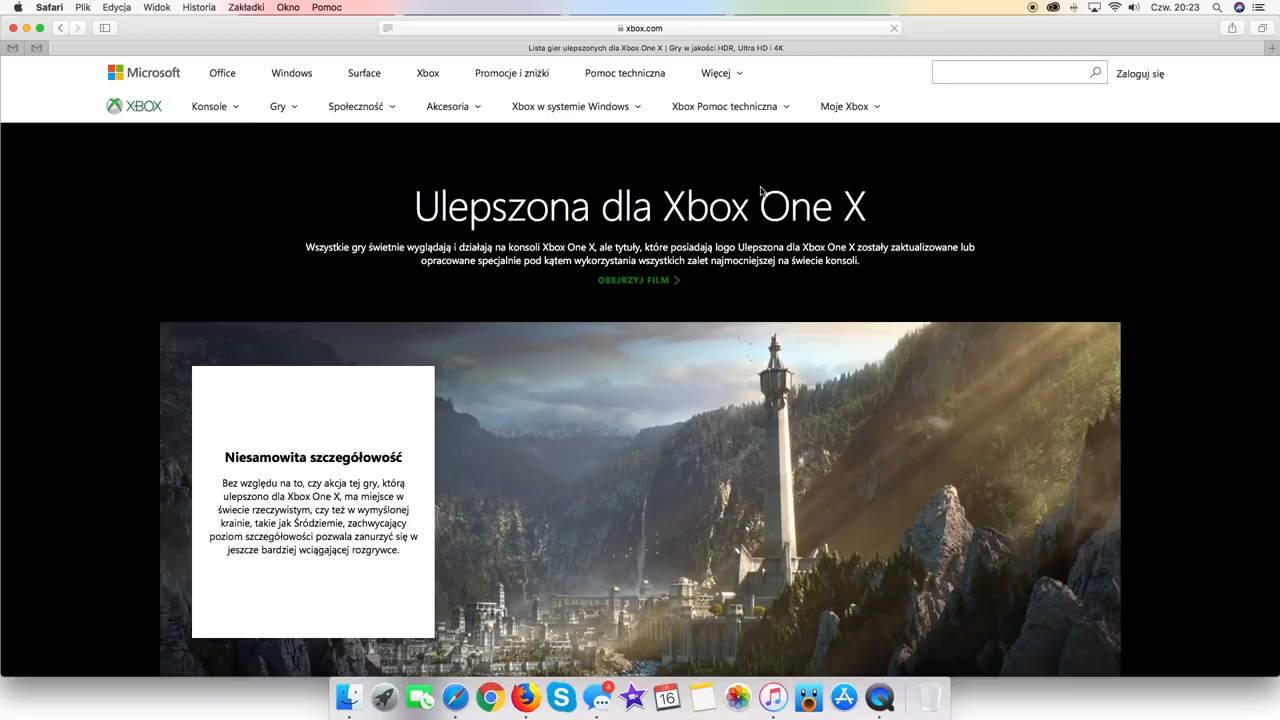 Safari Plik Edycja Widok Historia Zakładki Okno Pomoc Czw. 20:23
xbox.com
Lista gier ulepszonych dla Xbox One X | Gry w jakości HDR, Ultra HD i 4K
Microsoft Office Windows Surface Xbox Promocje i zniżki Pomoc techniczna Więcej Zaloguj się
XBOX Konsole Gry Społeczność Akcesoria Xbox w systemie Windows Xbox Pomoc techniczna Moje Xbox
Ulepszona dla Xbox One X
Wszystkie gry świetnie wyglądają i działają na konsoli Xbox One X, ale tytuły, które posiadają logo Ulepszona dla Xbox One X zostały zaktualizowane lub
opracowane specjalnie pod kątem wykorzystania wszystkich zalet najmocniejszej na świecie konsoli.
OBEJRZYJ FILM
Niesamowita szczegółowość
Bez względu na to, czy akcja tej gry, którą
ulepszono dla Xbox One X, ma miejsce w
świecie rzeczywistym, czy też w wymyślonej
krainie, takie jak Śródziemie, zachwycający
poziom szczegółowości pozwala zanurzyć się w
jeszcze bardziej wciągającej rozgrywce.
4
16